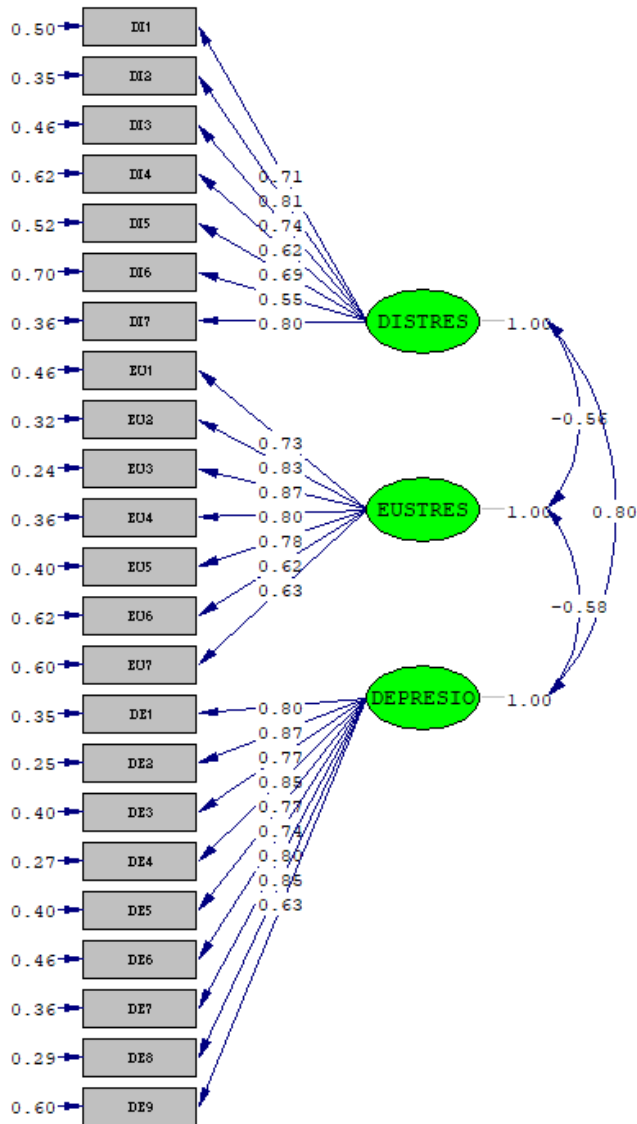 0.50 DI1
0.35 DI2
0.46 DI3
0.62 DI4
0.52 DI5
0.70 DI6
0.36 DI7
0.46 EU1
0.32 EU2
0.24 EU3
0.36 EU4
0.40 EU5
0.62 EU6
0.60 EU7
0.35 DE1
0.25 DE2
0.40 DE3
0.27 DE4
0.40 DE5
0.46 DE6
0.36 DE7
0.29 DE8
0.60 DE9
0.71
0.81
0.74
0.62
0.69
0.55
0.80
0.73
0.83
0.87
0.80
0.78
0.62
0.63
0.80
0.87
0.77
0.85
0.77
0.74
0.80
0.85
0.63
DISTRES 1.00
EUSTRES 1.00
DEPRESIO 1.00
-0.56
0.80
-0.58